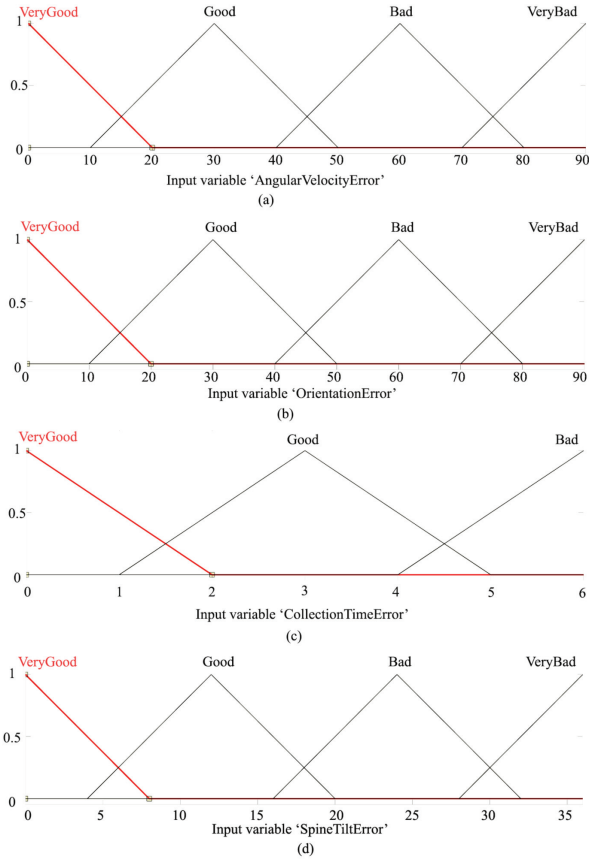 VeryGood Good Bad VeryBad
1
0.5
0
0 10 20 30 40 50 60 70 80 90
Input variable ‘AngularVelocityError’
(a)
VeryGood Good Bad VeryBad
1
0.5
0
0 10 20 30 40 50 60 70 80 90
Input variable ‘OrientationError’
(b)
VeryGood Good Bad
1
0.5
0
0 1 2 3 4 5 6
Input variable ‘CollectionTimeError’
(c)
VeryGood Good Bad VeryBad
1
0.5
0
0 5 10 15 20 25 30 35
Input variable ‘SpineTiltError’
(d)